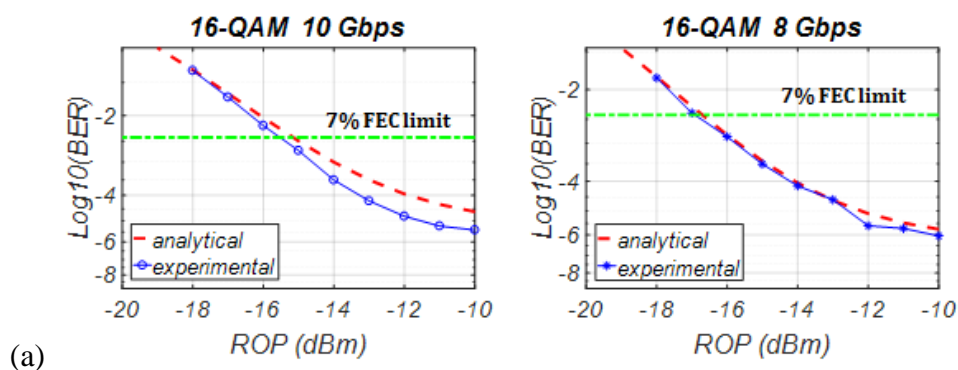 16-QAM 10 Gbps
Log10(BER)
-2
-4
-6
-8
7% FEC limit
analytical
experimental
-20 -18 -16 -14 -12 -10
ROP (dBm)
16-QAM 8 Gbps
Log10(BER)
-2
-4
-6
-8
7% FEC limit
analytical
experimental
-20 -18 -16 -14 -12 -10
ROP (dBm)
(a)